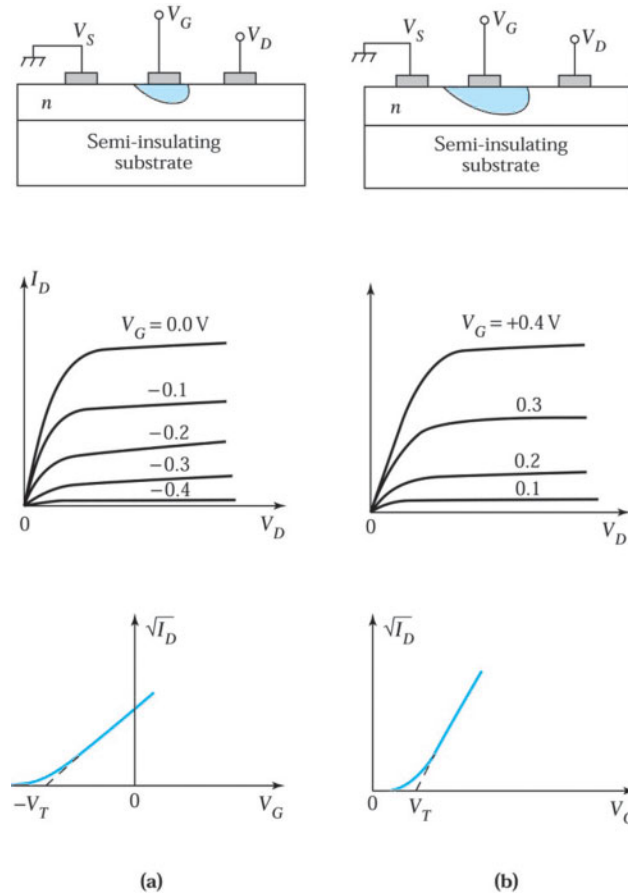 V_S
V_G
V_D
n
Semi-insulating
substrate
V_S
V_G
V_D
n
Semi-insulating
substrate
I_D
V_G = 0.0 V
−0.1
−0.2
−0.3
−0.4
0
V_D
V_G = +0.4 V
0.3
0.2
0.1
0
V_D
√I_D
−V_T
0
V_G
√I_D
0
V_T
V_G
(a)
(b)